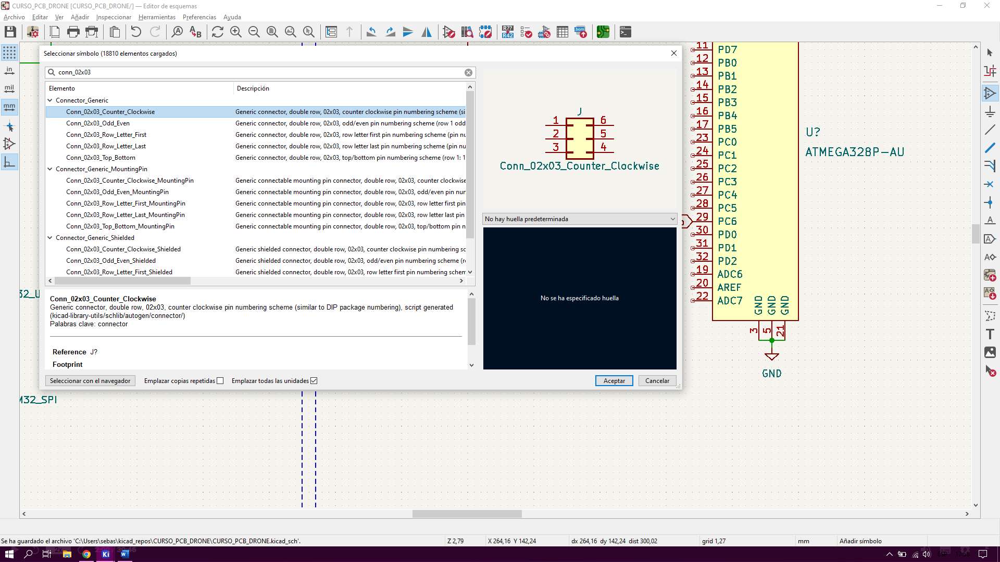 CURSO_PCB_DRONE [CURSO_PCB_DRONE/] — Editor de esquemas
Archivo Editar Ver Añadir Inspeccionar Herramientas Preferencias Ayuda
in
mil
mm
Seleccionar símbolo (18810 elementos cargados)
conn_02x03
Elemento Descripción
Connector_Generic
Conn_02x03_Counter_Clockwise Generic connector, double row, 02x03, counter clockwise pin numbering scheme (si
Conn_02x03_Odd_Even Generic connector, double row, 02x03, odd/even pin numbering scheme (row 1 odd
Conn_02x03_Row_Letter_First Generic connector, double row, 02x03, row letter first pin numbering scheme (pin nu
Conn_02x03_Row_Letter_Last Generic connector, double row, 02x03, row letter last pin numbering scheme (pin nu
Conn_02x03_Top_Bottom Generic connector, double row, 02x03, top/bottom pin numbering scheme (row 1: 1
Connector_Generic_MountingPin
Conn_02x03_Counter_Clockwise_MountingPin Generic connectable mounting pin connector, double row, 02x03, counter clockwise
Conn_02x03_Odd_Even_MountingPin Generic connectable mounting pin connector, double row, 02x03, odd/even pin nur
Conn_02x03_Row_Letter_First_MountingPin Generic connectable mounting pin connector, double row, 02x03, row letter first pin
Conn_02x03_Row_Letter_Last_MountingPin Generic connectable mounting pin connector, double row, 02x03, row letter last pin
Conn_02x03_Top_Bottom_MountingPin Generic connectable mounting pin connector, double row, 02x03, top/bottom pin n
Connector_Generic_Shielded
Conn_02x03_Counter_Clockwise_Shielded Generic shielded connector, double row, 02x03, counter clockwise pin numbering sc
Conn_02x03_Odd_Even_Shielded Generic shielded connector, double row, 02x03, odd/even pin numbering scheme (r
Conn_02x03_Row_Letter_First_Shielded Generic shielded connector, double row, 02x03, row letter first pin numbering schem
Conn_02x03_Counter_Clockwise
Generic connector, double row, 02x03, counter clockwise pin numbering scheme (similar to DIP package numbering), script generated
(kicad-library-utils/schlib/autogen/connector/)
Palabras clave: connector
Reference J?
Footprint
Seleccionar con el navegador Emplazar copias repetidas Emplazar todas las unidades Aceptar Cancelar
J
1 6
2 5
3 4
Conn_02x03_Counter_Clockwise
No hay huella predeterminada
No se ha especificado huella
11 PD7
12 PB0
13 PB1
14 PB2
15 PB3
16 PB4
17 PB5
23 PC0
24 PC1
25 PC2
26 PC3
27 PC4
28 PC5
29 PC6
30 PD0
31 PD1
32 PD2
19 ADC6
20 AREF
22 ADC7
GND GND GND
3 5 21
GND
U?
ATMEGA328P-AU
32_U
M32_SPI
Se ha guardado el archivo 'C:\Users\sebas\kicad_repos\CURSO_PCB_DRONE\CURSO_PCB_DRONE.kicad_sch'. Z 2,79 X 264,16 Y 142,24 dx 264,16 dy 142,24 dist 300,02 grid 1,27 mm Añadir símbolo
ESP 17:58